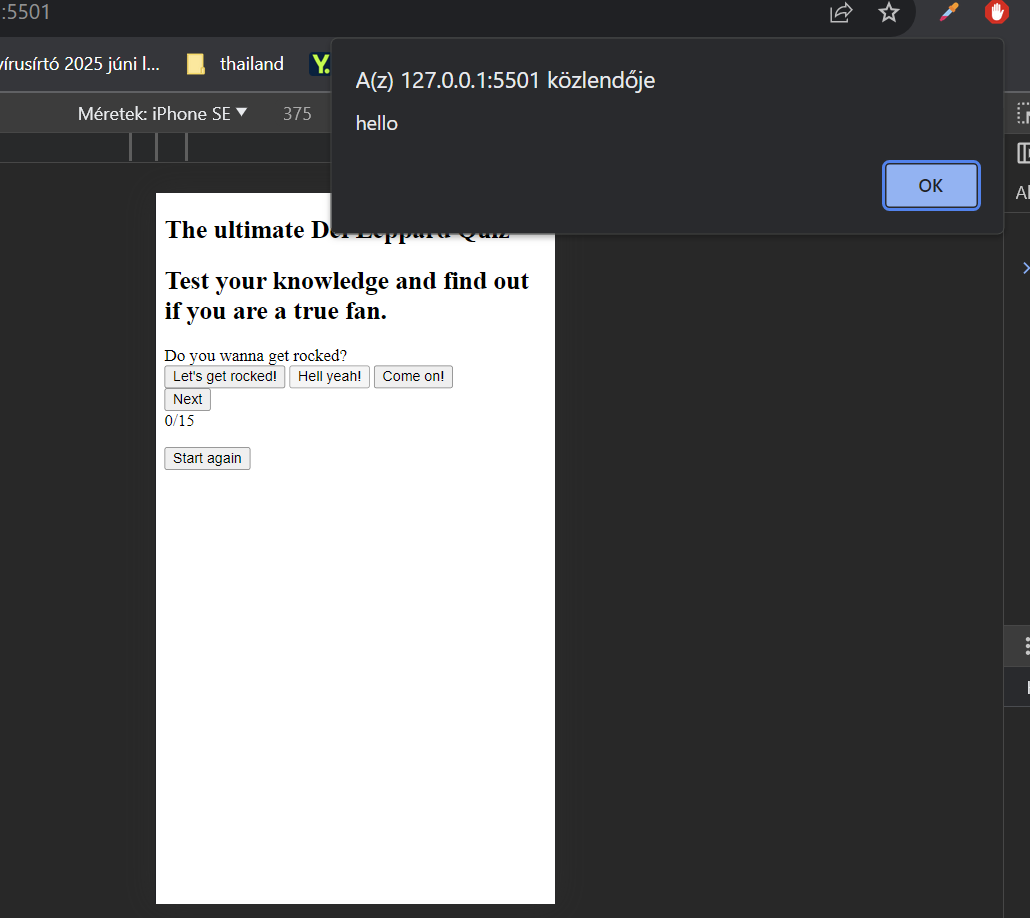 :5501
vírusírtó 2025 júni l...
thailand
Y.
Méretek: iPhone SE ▼ 375
A(z) 127.0.0.1:5501 közlendője
hello
OK
The ultimate Def Leppard Quiz
Test your knowledge and find out
if you are a true fan.
Do you wanna get rocked?
Let's get rocked! Hell yeah! Come on!
Next
0/15
Start again